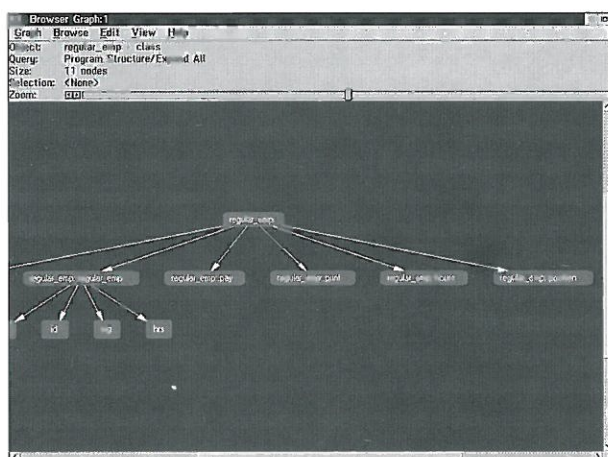 Browser Graph:1
Graph Browse Edit View Help
Object: regular_emp class
Query: Program Structure/Expand All
Size: 11 nodes
Selection: <None>
Zoom:
regular_emp
regular_emp::regular_emp regular_emp::pay regular_emp::print regular_emp::
id hrs